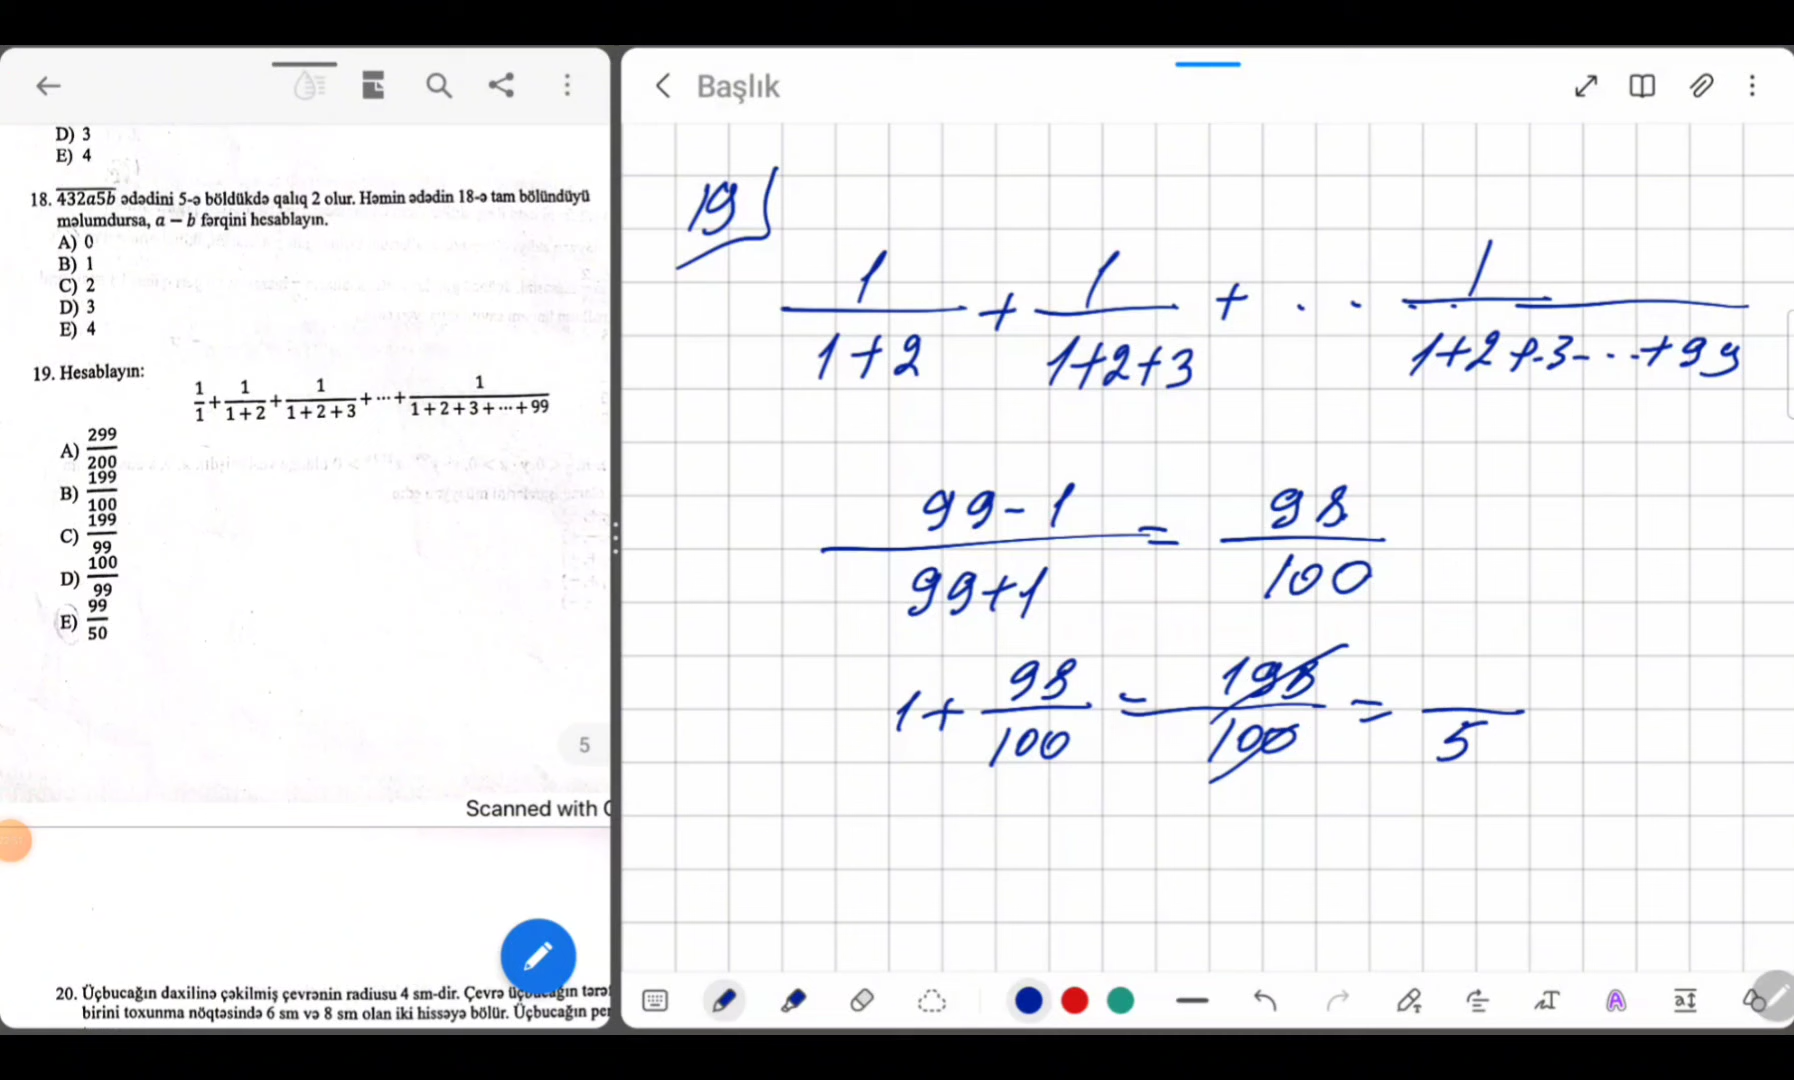 D) 3
E) 4
18. 432a5b ədədini 5-ə böldükdə qalıq 2 olur. Həmin ədədin 18-ə tam bölündüyü
məlumdursa, a − b fərqini hesablayın.
A) 0
B) 1
C) 2
D) 3
E) 4
19. Hesablayın:
1/1 + 1/(1+2) + 1/(1+2+3) + ··· + 1/(1+2+3+···+99)
A) 299/200
B) 199/100
C) 199/99
D) 100/99
E) 99/50
5
Scanned with
20. Üçbucağın daxilinə çəkilmiş çevrənin radiusu 4 sm-dir. Çevrə üçbucağın tərəf
birini toxunma nöqtəsində 6 sm və 8 sm olan iki hissəyə bölür. Üçbucağın per
Başlık
19
1/(1+2) + 1/(1+2+3) + ... 1/(1+2+3-..+99)
(99-1)/(99+1) = 98/100
1 + 98/100 = 198/100 = /5